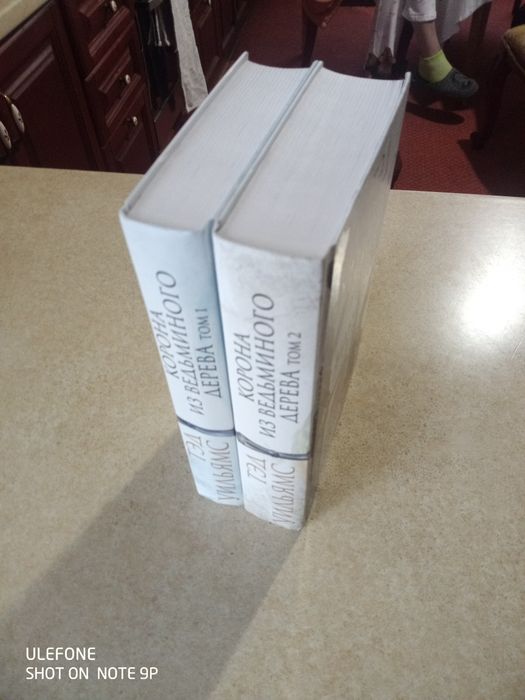 КОРОНА
ИЗ ВЕДЬМИНОГО
ДЕРЕВА ТОМ 1
ТЭД
УИЛЬЯМС
КОРОНА
ИЗ ВЕДЬМИНОГО
ДЕРЕВА ТОМ 2
ТЭД
УИЛЬЯМС
ULEFONE
SHOT ON NOTE 9P